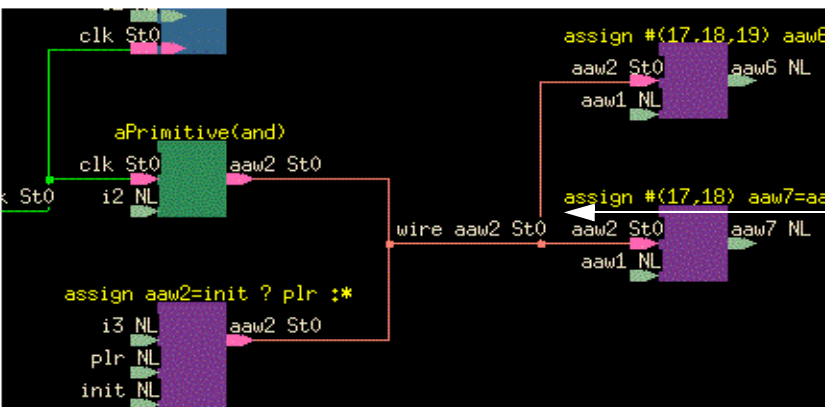 clk St0
assign #(17,18,19) aaw6
aaw2 St0
aaw6 NL
aaw1 NL
aPrimitive(and)
clk St0
aaw2 St0
i2 NL
k St0
assign #(17,18) aaw7=aa
wire aaw2 St0
aaw2 St0
aaw7 NL
aaw1 NL
assign aaw2=init ? plr :*
i3 NL
aaw2 St0
plr NL
init NL